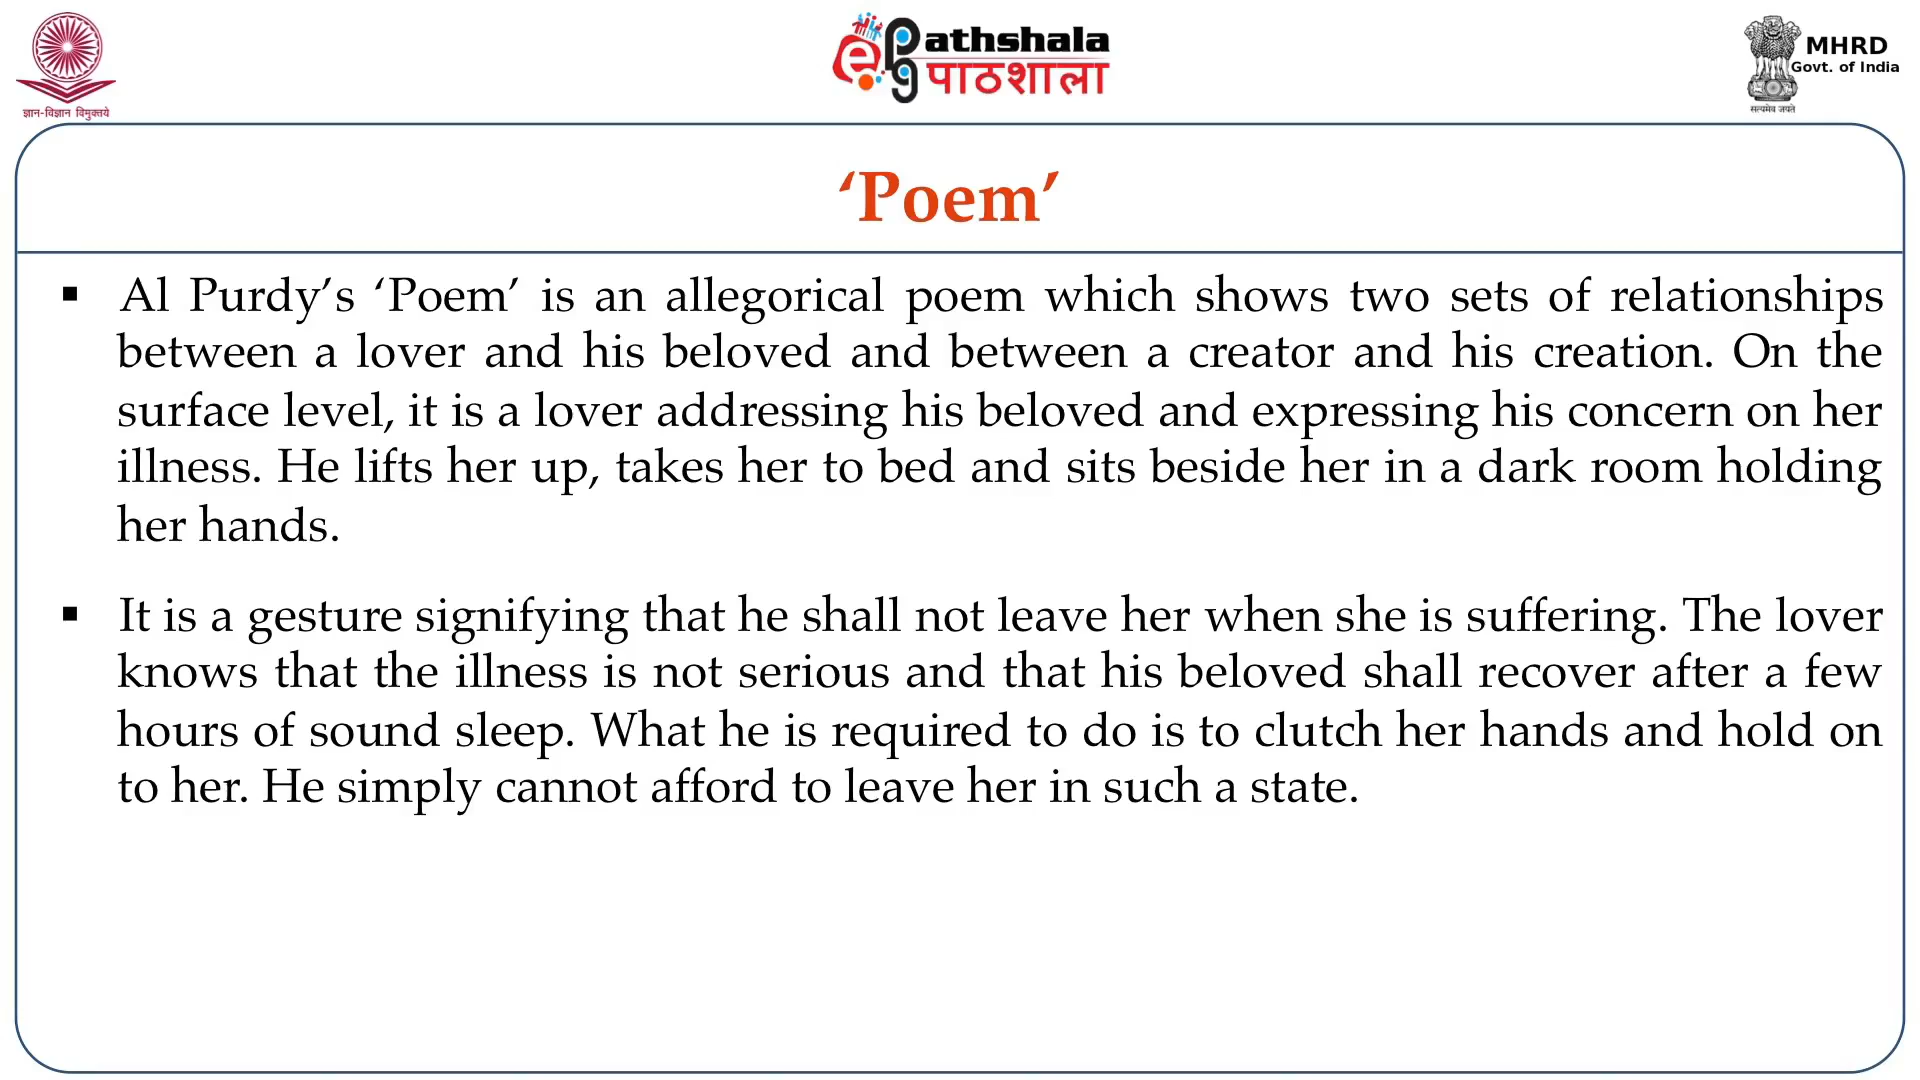 ज्ञान-विज्ञान विमुक्तये
e pg Pathshala
पाठशाला
MHRD
Govt. of India
सत्यमेव जयते
‘Poem’
▪ Al Purdy’s ‘Poem’ is an allegorical poem which shows two sets of relationships
between a lover and his beloved and between a creator and his creation. On the
surface level, it is a lover addressing his beloved and expressing his concern on her
illness. He lifts her up, takes her to bed and sits beside her in a dark room holding
her hands.
▪ It is a gesture signifying that he shall not leave her when she is suffering. The lover
knows that the illness is not serious and that his beloved shall recover after a few
hours of sound sleep. What he is required to do is to clutch her hands and hold on
to her. He simply cannot afford to leave her in such a state.